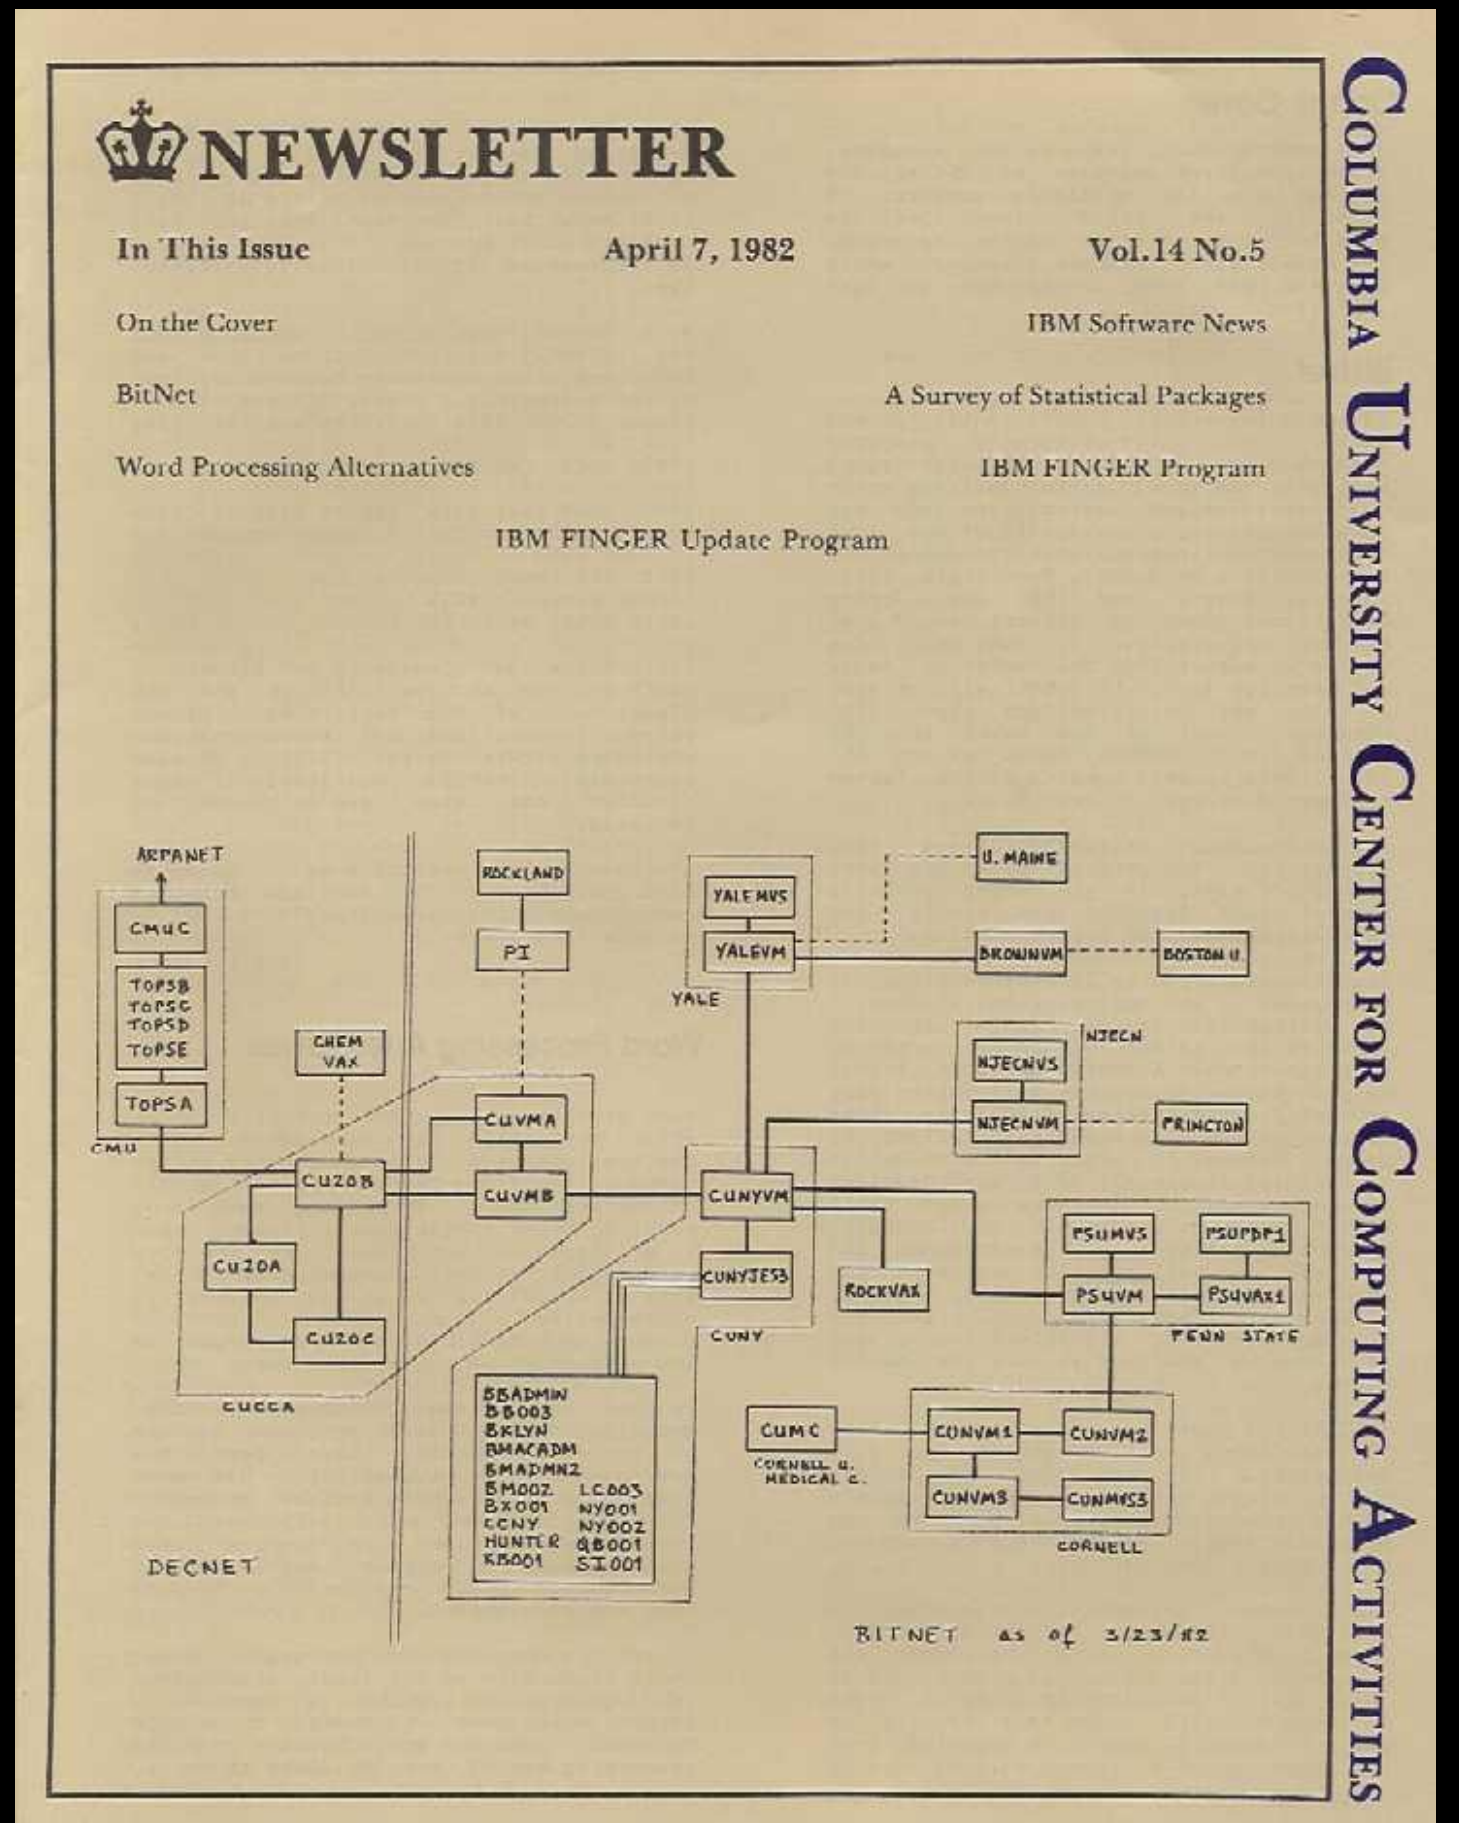 NEWSLETTER
In This Issue
April 7, 1982
Vol.14 No.5
On the Cover
IBM Software News
BitNet
A Survey of Statistical Packages
Word Processing Alternatives
IBM FINGER Program
IBM FINGER Update Program
COLUMBIA UNIVERSITY CENTER FOR COMPUTING ACTIVITIES
ARPANET
CMUC
TOPSB
TOPSC
TOPSD
TOPSE
TOPSA
CMU
CHEM
VAX
CU20B
CU20A
CU20C
CUCCA
DECNET
ROCKLAND
PI
CUVMA
CUVMB
YALEMVS
YALEVM
YALE
U. MAINE
BROWNVM
BOSTON U.
NJECN
NJECNVS
NJECNVM
PRINCTON
CUNYVM
CUNYJES3
CUNY
ROCKVAX
PSUMVS
PSUPDP1
PSUVM
PSUVAX1
PENN STATE
BBADMIN
BB003
BKLYN
BMACADM
BMADMN2
BM002 LC003
BX001 NY001
CCNY NY002
HUNTER QB001
KB001 SI001
CUMC
CORNELL U.
MEDICAL C.
CUNVM1
CUNVM2
CUNVM3
CUNMVS3
CORNELL
BITNET as of 3/23/82